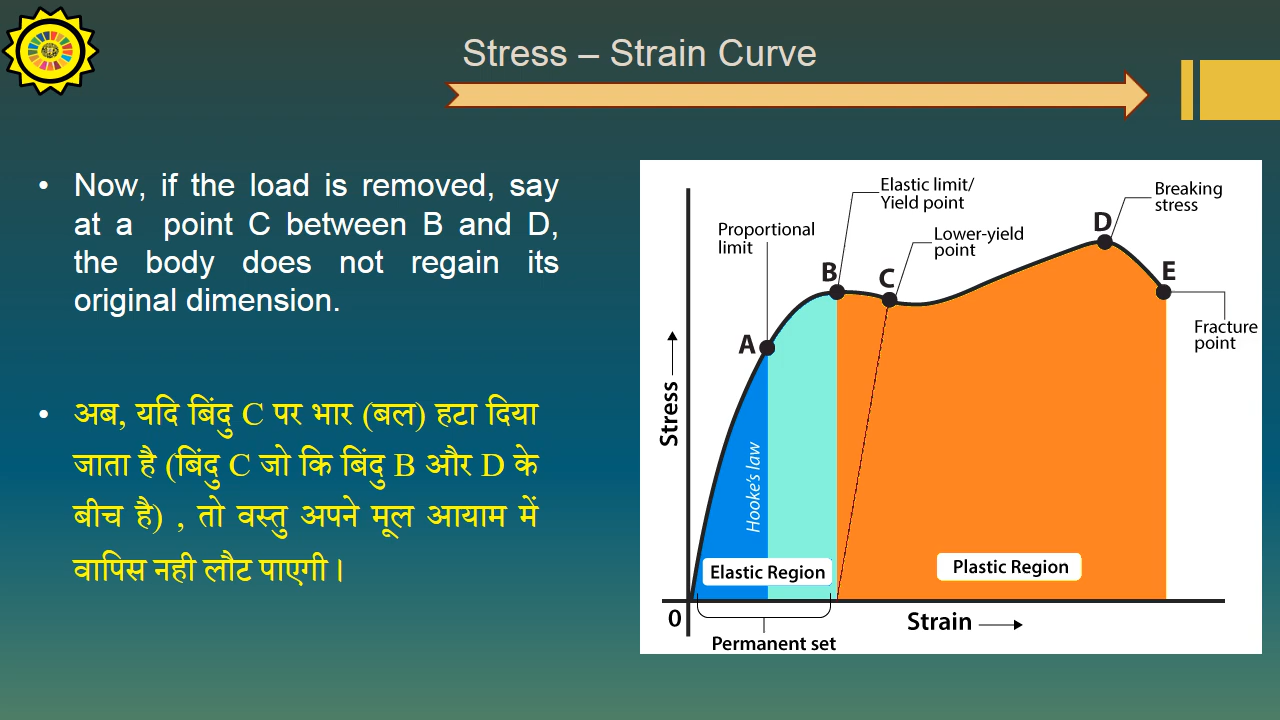 Stress – Strain Curve
• Now, if the load is removed, say
at a point C between B and D,
the body does not regain its
original dimension.
• अब, यदि बिंदु C पर भार (बल) हटा दिया
जाता है (बिंदु C जो कि बिंदु B और D के
बीच है) , तो वस्तु अपने मूल आयाम में
वापिस नही लौट पाएगी।
Elastic limit/
Yield point
Breaking
stress
Proportional
limit
Lower-yield
point
A
B
C
D
E
Fracture
point
Stress
Hooke's law
Elastic Region
Plastic Region
0
Strain
Permanent set